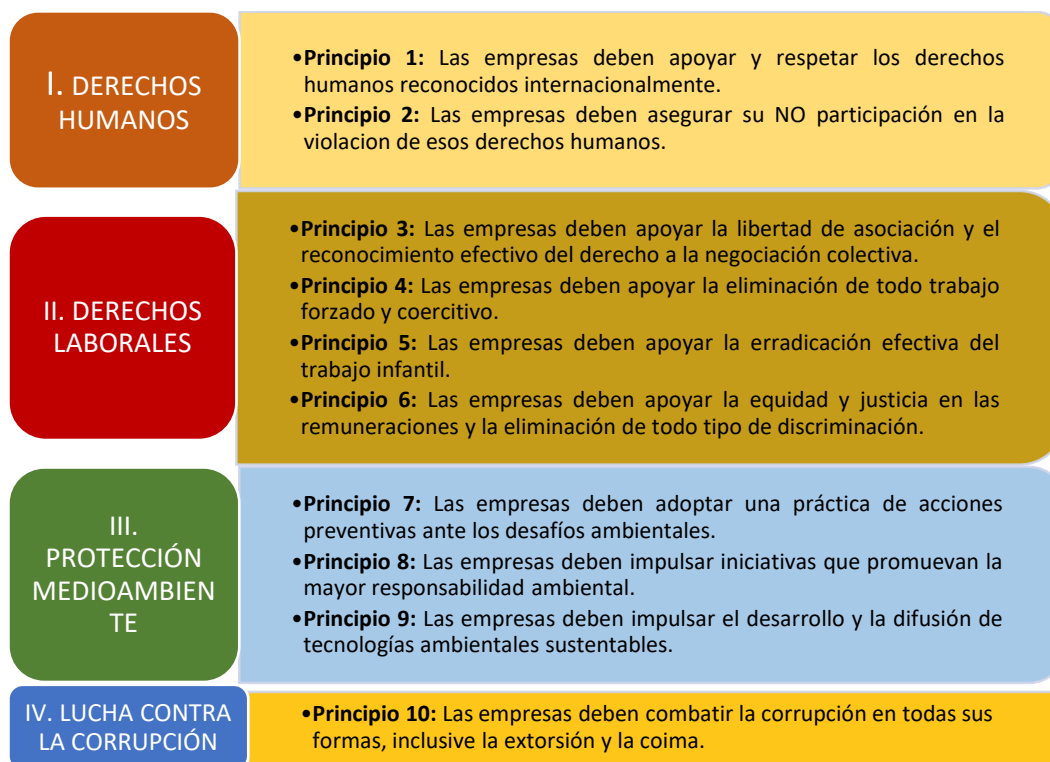 I. DERECHOS
HUMANOS
•Principio 1: Las empresas deben apoyar y respetar los derechos
humanos reconocidos internacionalmente.
•Principio 2: Las empresas deben asegurar su NO participación en la
violacion de esos derechos humanos.
II. DERECHOS
LABORALES
•Principio 3: Las empresas deben apoyar la libertad de asociación y el
reconocimiento efectivo del derecho a la negociación colectiva.
•Principio 4: Las empresas deben apoyar la eliminación de todo trabajo
forzado y coercitivo.
•Principio 5: Las empresas deben apoyar la erradicación efectiva del
trabajo infantil.
•Principio 6: Las empresas deben apoyar la equidad y justicia en las
remuneraciones y la eliminación de todo tipo de discriminación.
III.
PROTECCIÓN
MEDIOAMBIEN
TE
•Principio 7: Las empresas deben adoptar una práctica de acciones
preventivas ante los desafíos ambientales.
•Principio 8: Las empresas deben impulsar iniciativas que promuevan la
mayor responsabilidad ambiental.
•Principio 9: Las empresas deben impulsar el desarrollo y la difusión de
tecnologías ambientales sustentables.
IV. LUCHA CONTRA
LA CORRUPCIÓN
•Principio 10: Las empresas deben combatir la corrupción en todas sus
formas, inclusive la extorsión y la coima.